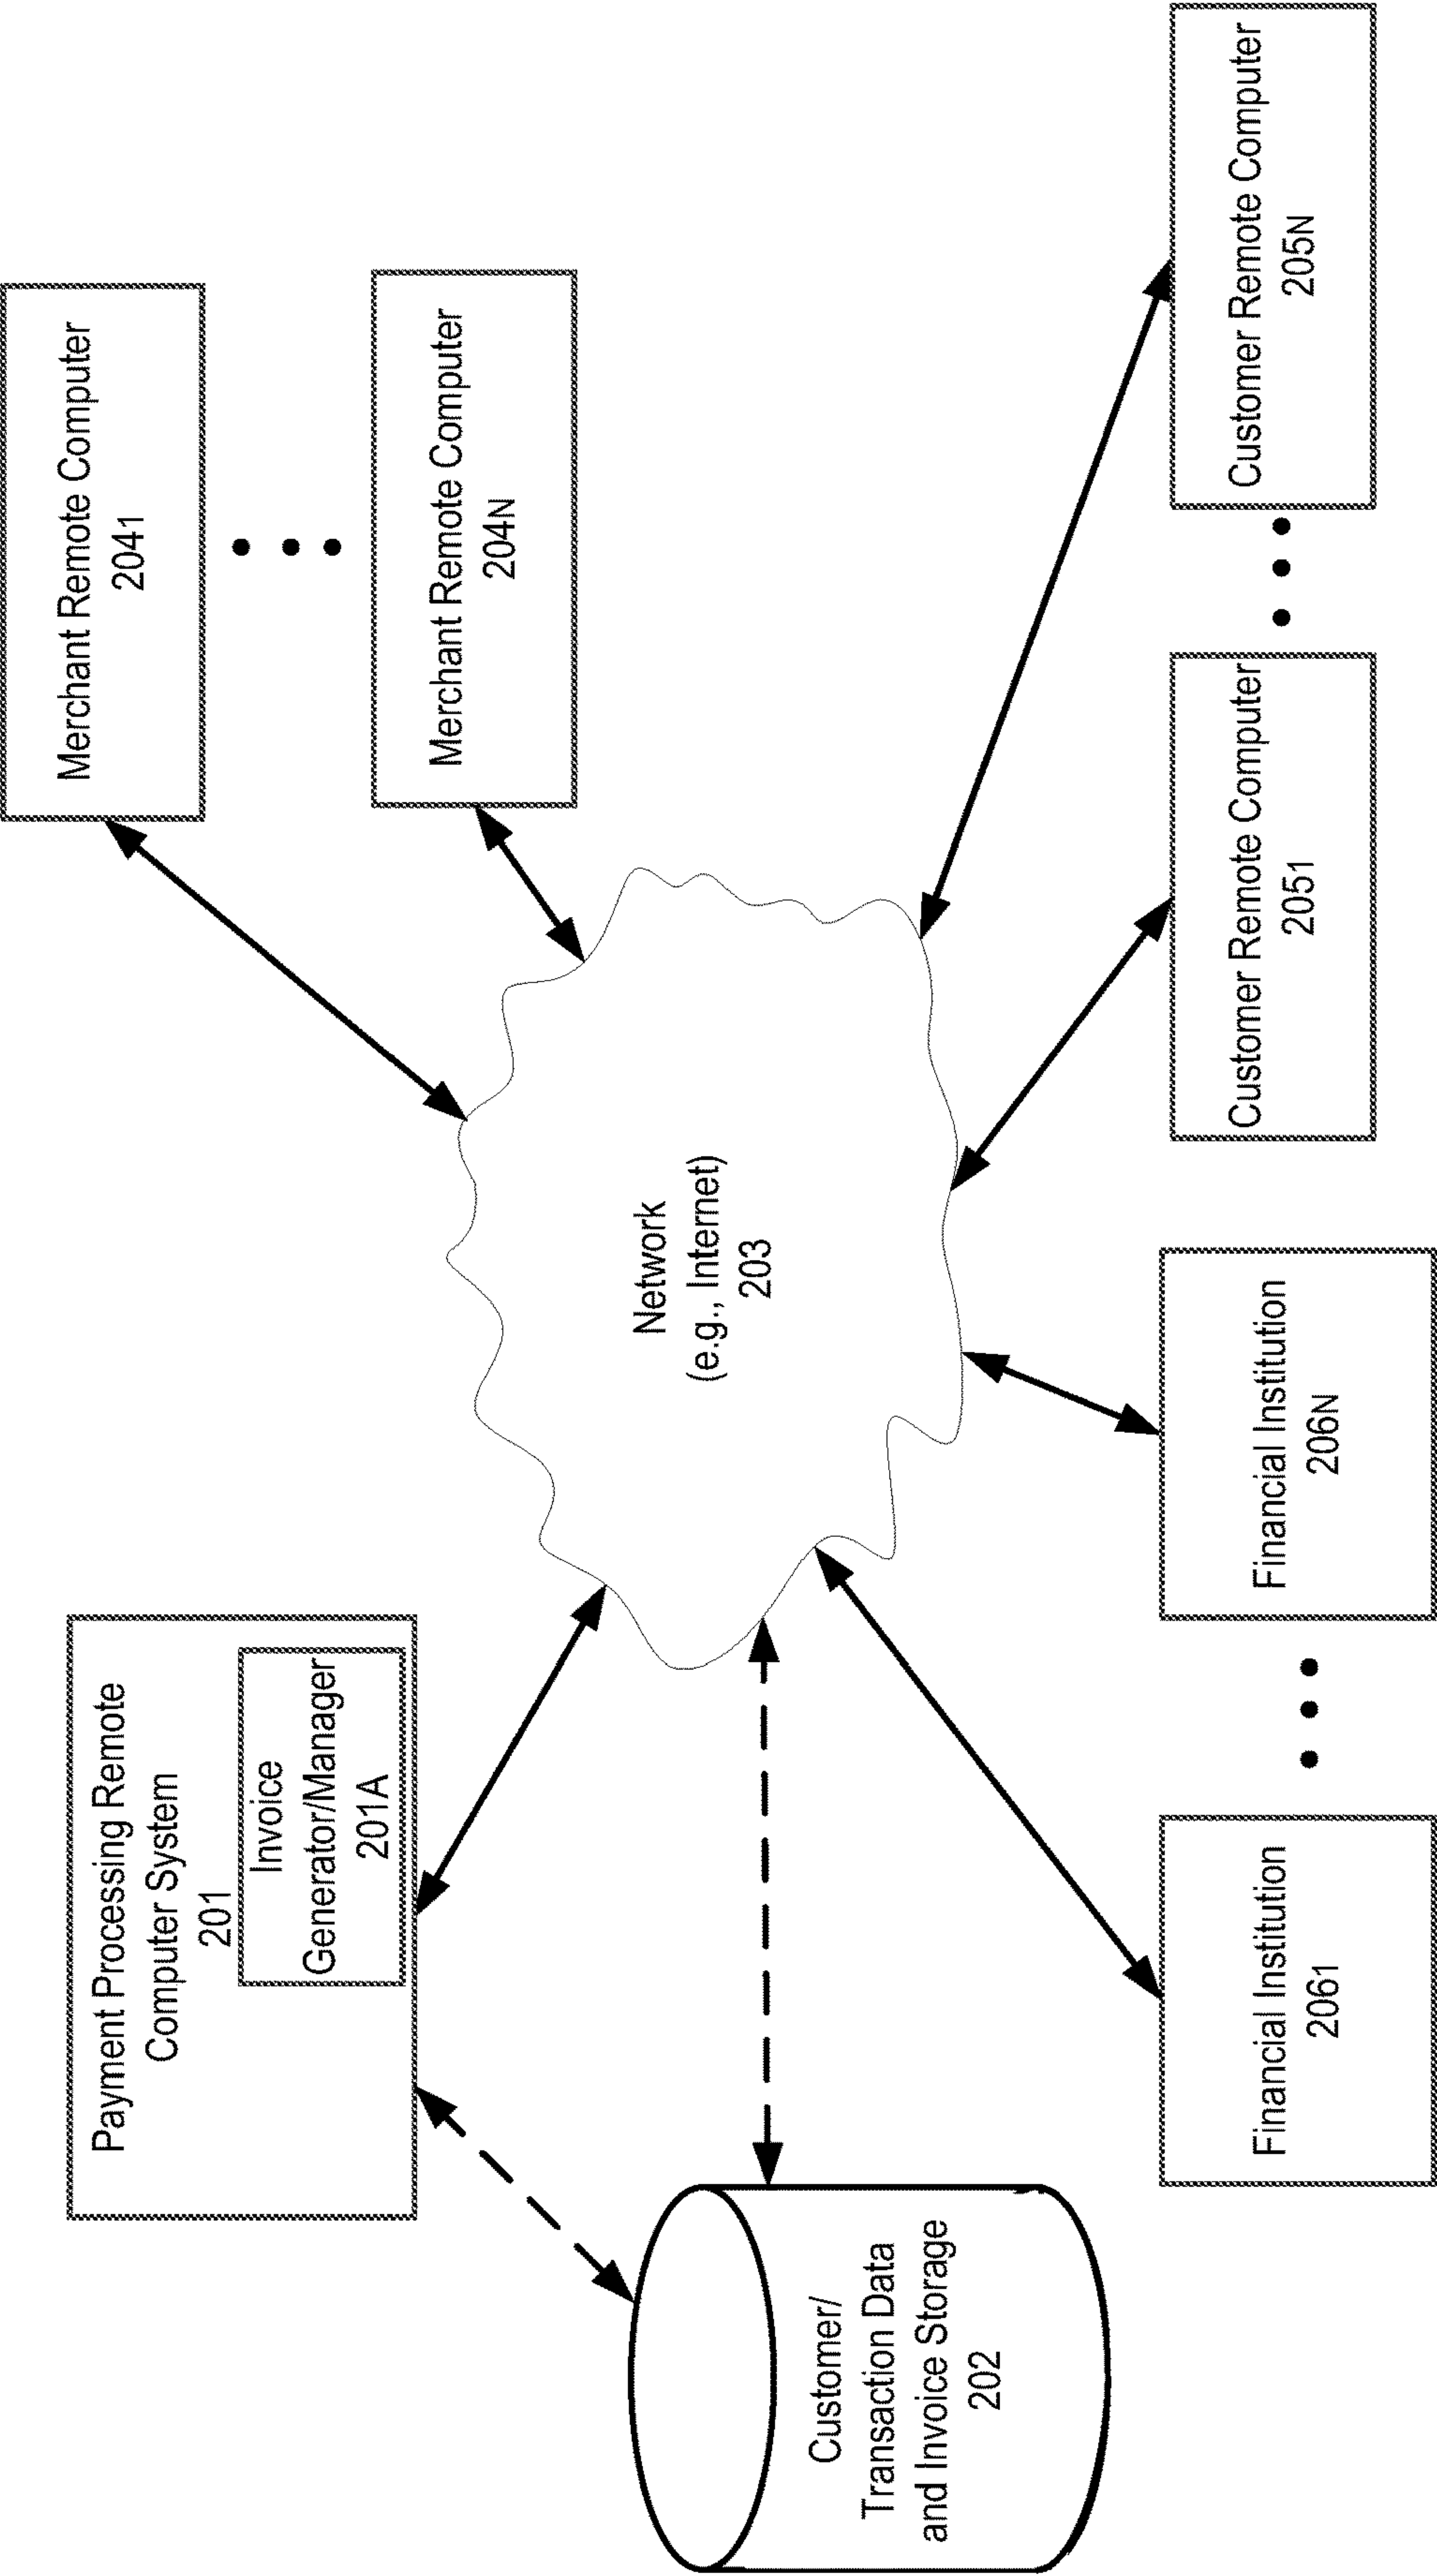 Payment Processing Remote
Computer System
201
Invoice
Generator/Manager
201A
Merchant Remote Computer
2041
Merchant Remote Computer
204N
Network
(e.g., Internet)
203
Customer/
Transaction Data
and Invoice Storage
202
Financial Institution
2061
Financial Institution
206N
Customer Remote Computer
2051
Customer Remote Computer
205N